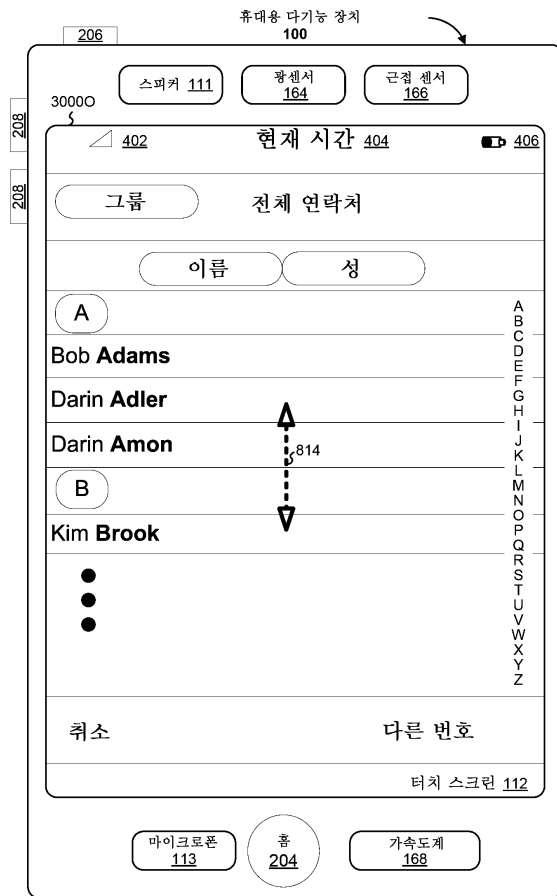 휴대용 다기능 장치
100
206
스피커 111
광센서
164
근접 센서
166
3000O
208
208
402
현재 시간 404
406
그룹
전체 연락처
이름
성
A
Bob Adams
Darin Adler
Darin Amon
814
B
Kim Brook
A
B
C
D
E
F
G
H
I
J
K
L
M
N
O
P
Q
R
S
T
U
V
W
X
Y
Z
취소
다른 번호
터치 스크린 112
마이크로폰
113
홈
204
가속도계
168